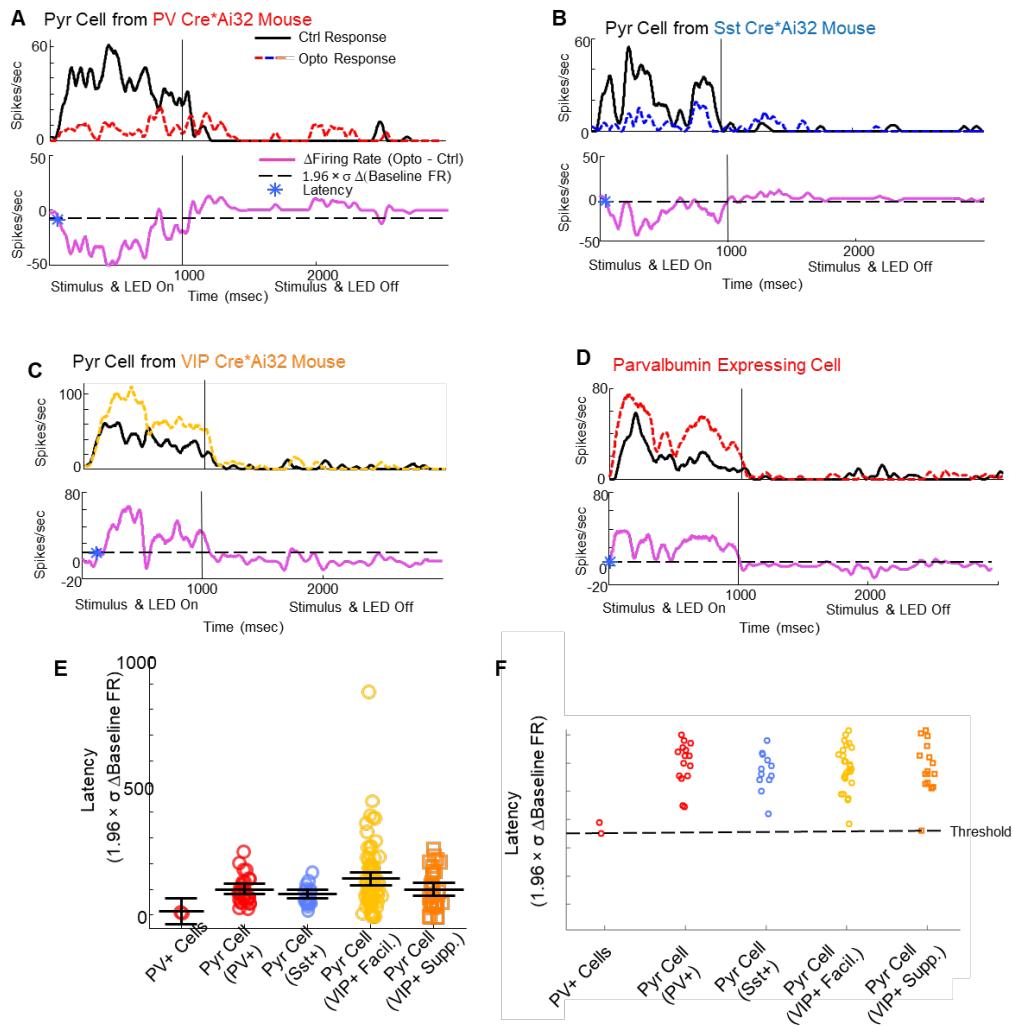 A
Pyr Cell from PV Cre*Ai32 Mouse
Ctrl Response
Opto Response
60
Spikes/sec
0
50
ΔFiring Rate (Opto - Ctrl)
1.96 × σ Δ(Baseline FR)
Latency
Spikes/sec
0
-50
1000
2000
Stimulus & LED On
Stimulus & LED Off
Time (msec)
B
Pyr Cell from Sst Cre*Ai32 Mouse
60
Spikes/sec
0
50
Spikes/sec
0
-50
1000
2000
Stimulus & LED On
Stimulus & LED Off
Time (msec)
C
Pyr Cell from VIP Cre*Ai32 Mouse
100
Spikes/sec
0
80
Spikes/sec
0
-20
1000
2000
Stimulus & LED On
Stimulus & LED Off
Time (msec)
D
Parvalbumin Expressing Cell
80
Spikes/sec
0
80
Spikes/sec
0
-20
1000
2000
Stimulus & LED On
Stimulus & LED Off
Time (msec)
E
1000
500
0
Latency
(1.96 × σ ΔBaseline FR)
PV+ Cells
Pyr Cell
(PV+)
Pyr Cell
(Sst+)
Pyr Cell
(VIP+ Facil.)
Pyr Cell
(VIP+ Supp.)
F
Latency
(1.96 × σ ΔBaseline FR)
Threshold
PV+ Cells
Pyr Cell
(PV+)
Pyr Cell
(Sst+)
Pyr Cell
(VIP+ Facil.)
Pyr Cell
(VIP+ Supp.)